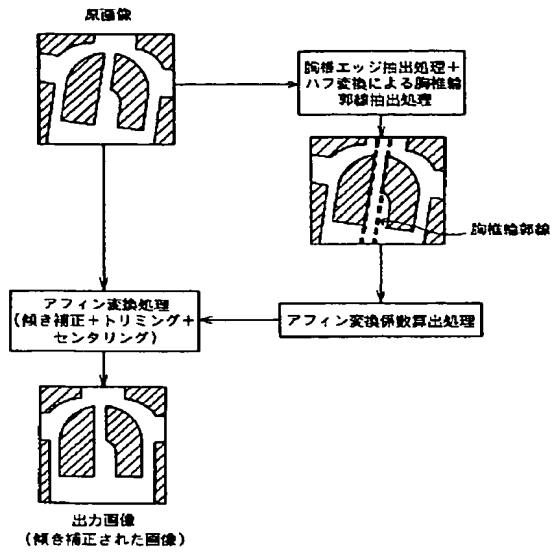 原画像
胸椎エッジ抽出処理+
ハフ変換による胸椎輪
郭線抽出処理
胸椎輪郭線
アフィン変換処理
(傾き補正+トリミング+
センタリング)
アフィン変換係数算出処理
出力画像
(傾き補正された画像)